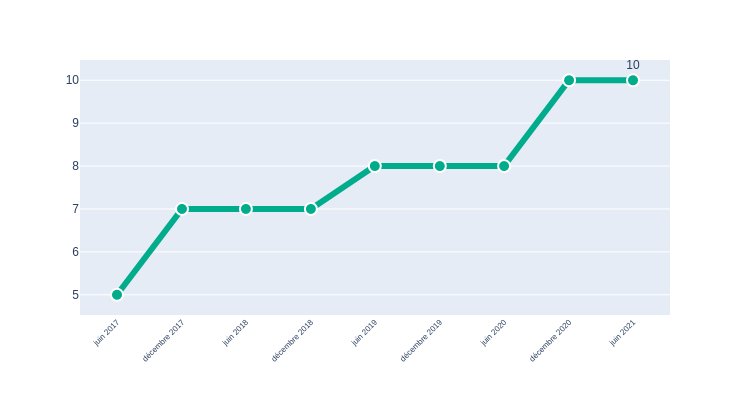 10
10
9
8
7
6
5
juin 2017
décembre 2017
juin 2018
décembre 2018
juin 2019
décembre 2019
juin 2020
décembre 2020
juin 2021